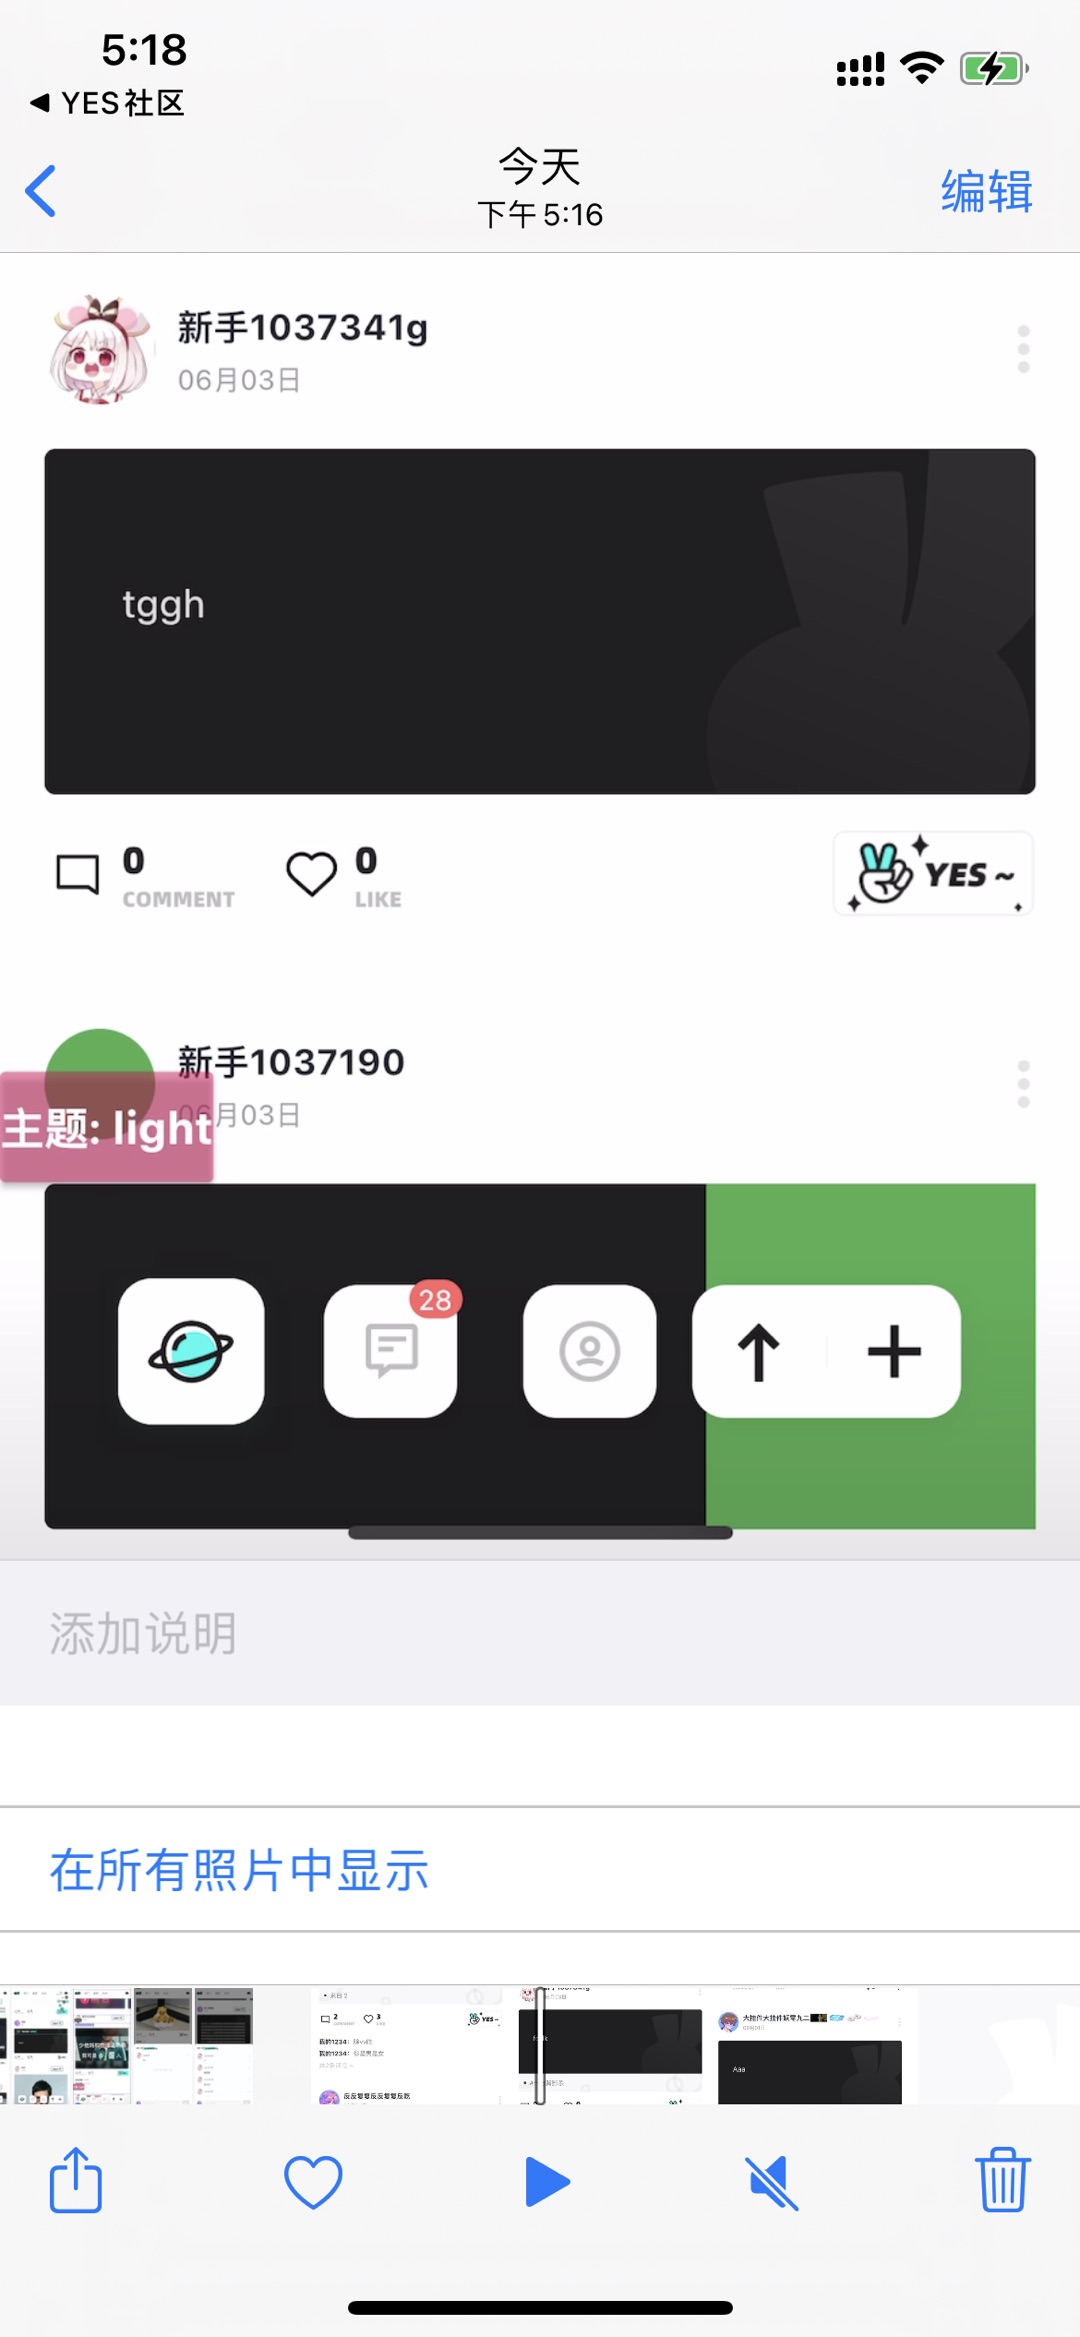 5:18
YES社区
今天
下午5:16
编辑
新手1037341g
06月03日
tggh
0
COMMENT
0
LIKE
YES ~
新手1037190
月03日
主题: light
28
添加说明
在所有照片中显示
Aaa